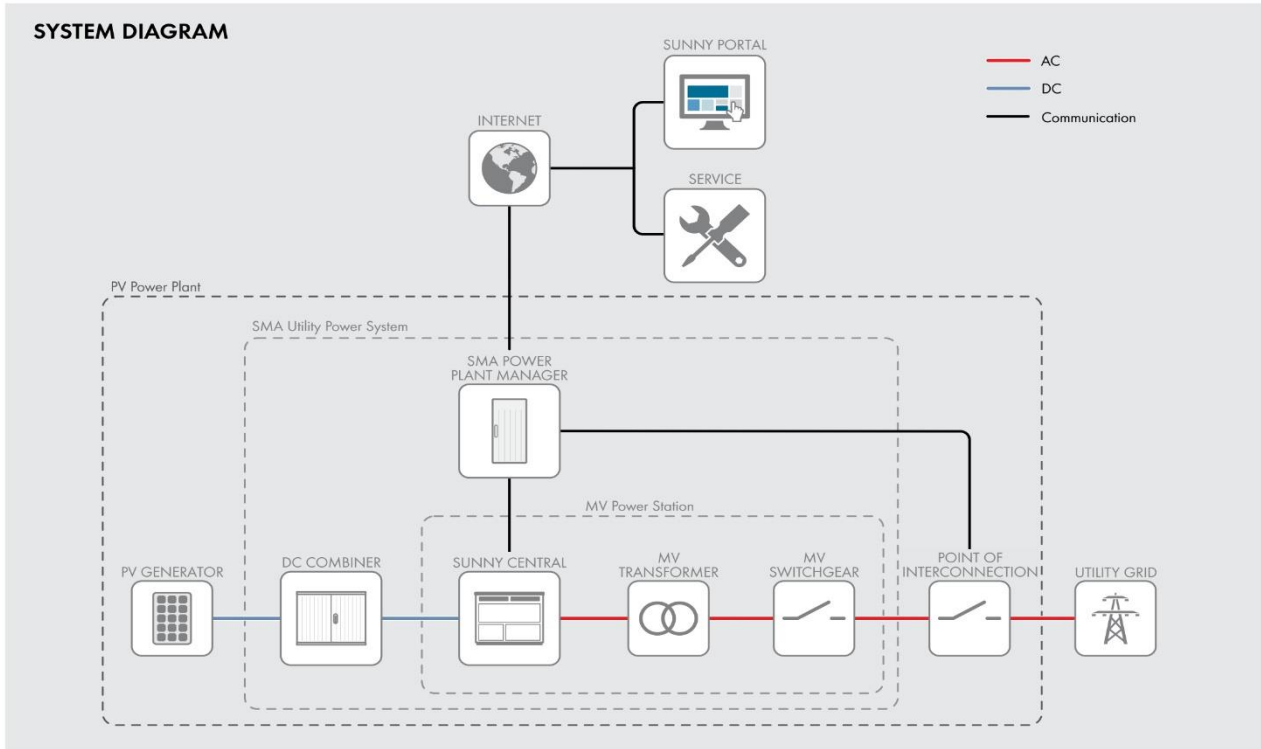 SYSTEM DIAGRAM
SUNNY PORTAL
AC
DC
Communication
INTERNET
SERVICE
PV Power Plant
SMA Utility Power System
SMA POWER
PLANT MANAGER
MV Power Station
PV GENERATOR
DC COMBINER
SUNNY CENTRAL
MV
TRANSFORMER
MV
SWITCHGEAR
POINT OF
INTERCONNECTION
UTILITY GRID